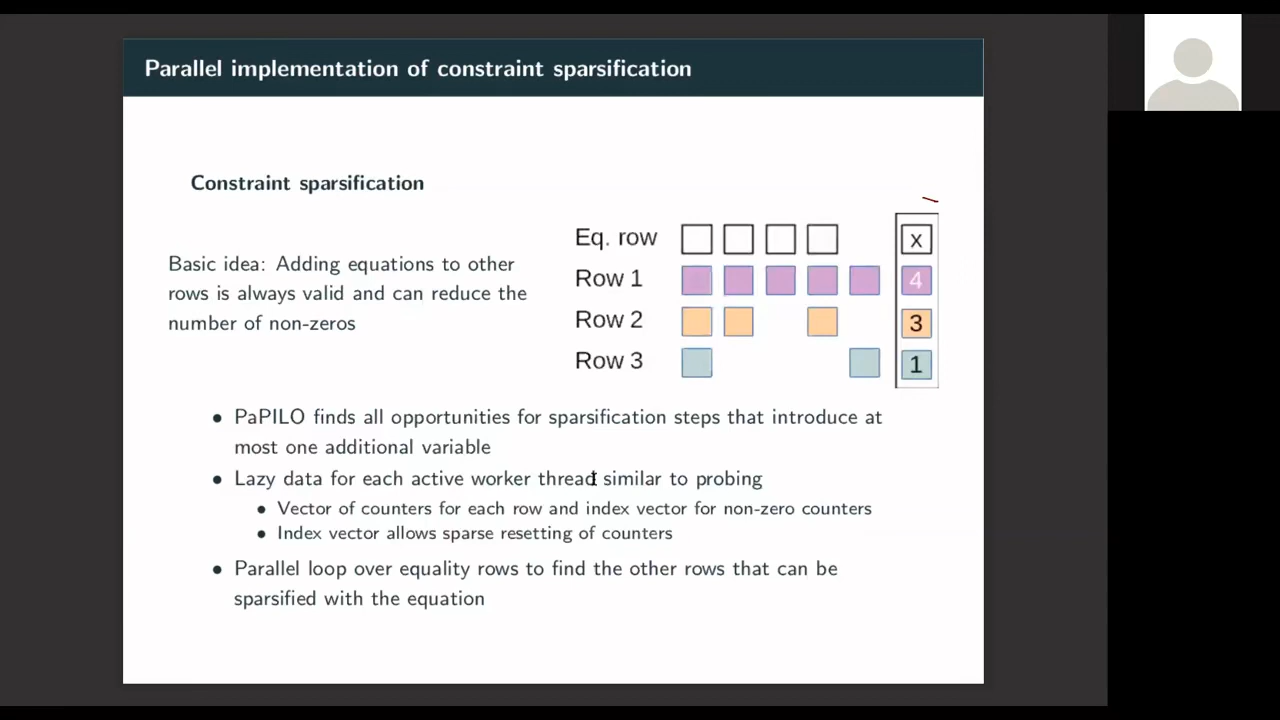 Parallel implementation of constraint sparsification
Constraint sparsification
Basic idea: Adding equations to other
rows is always valid and can reduce the
number of non-zeros
Eq. row x
Row 1 4
Row 2 3
Row 3 1
• PaPILO finds all opportunities for sparsification steps that introduce at
most one additional variable
• Lazy data for each active worker thread similar to probing
• Vector of counters for each row and index vector for non-zero counters
• Index vector allows sparse resetting of counters
• Parallel loop over equality rows to find the other rows that can be
sparsified with the equation